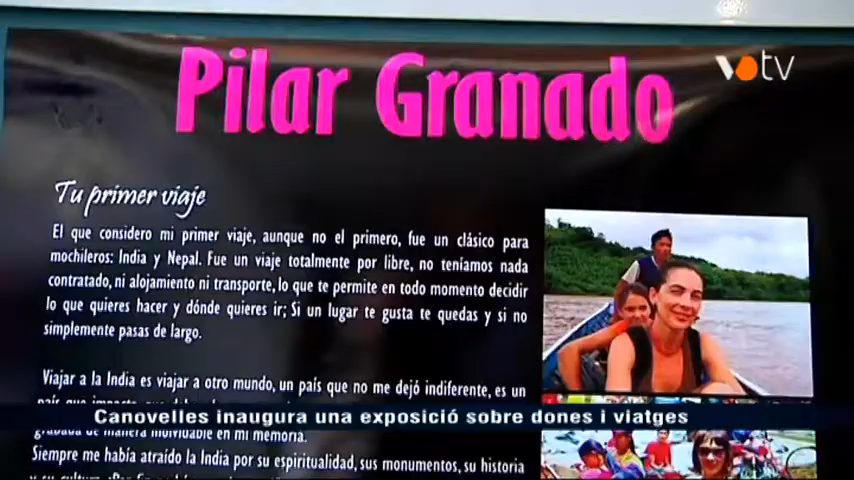 Pilar Granado
votv
Tu primer viaje
El que considero mi primer viaje, aunque no el primero, fue un clásico para
mochileros: India y Nepal. Fue un viaje totalmente por libre, no teníamos nada
contratado, ni alojamiento ni transporte, lo que te permite en todo momento decidir
lo que quieres hacer y dónde quieres ir; Si un lugar te gusta te quedas y si no
simplemente pasas de largo.
Viajar a la India es viajar a otro mundo, un país que no me dejó indiferente, es un
Canovelles inaugura una exposició sobre dones i viatges
grabada de manera individable en mi memoria.
Siempre me había atraído la India por su espiritualidad, sus monumentos, su historia